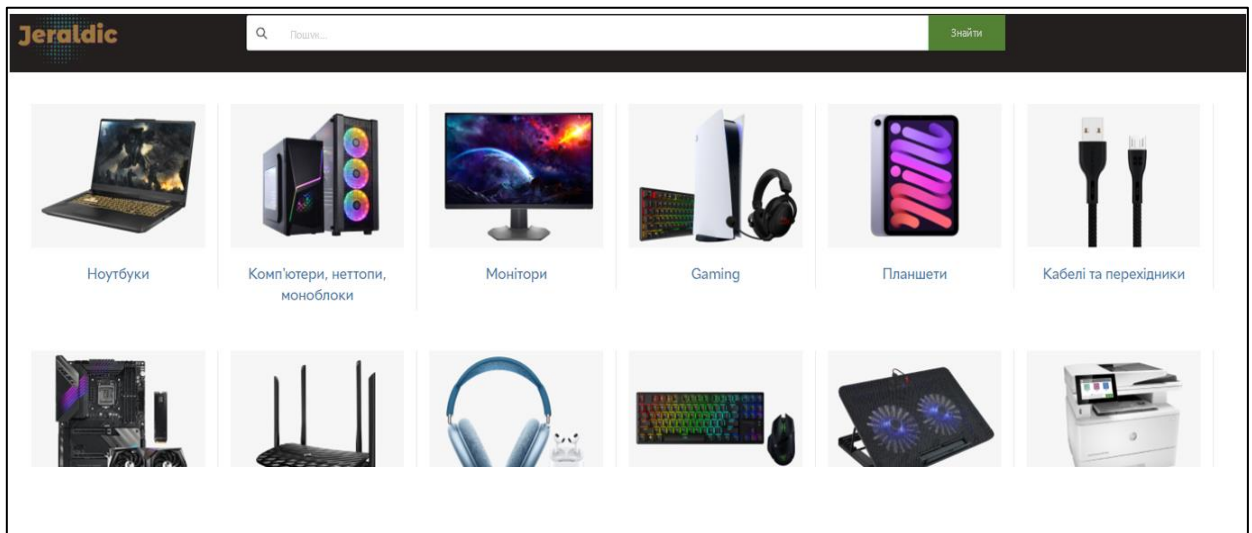 Jeraldic
Пошук...
Знайти
Ноутбуки
Комп'ютери, неттопи,
моноблоки
Монітори
Gaming
Планшети
Кабелі та перехідники